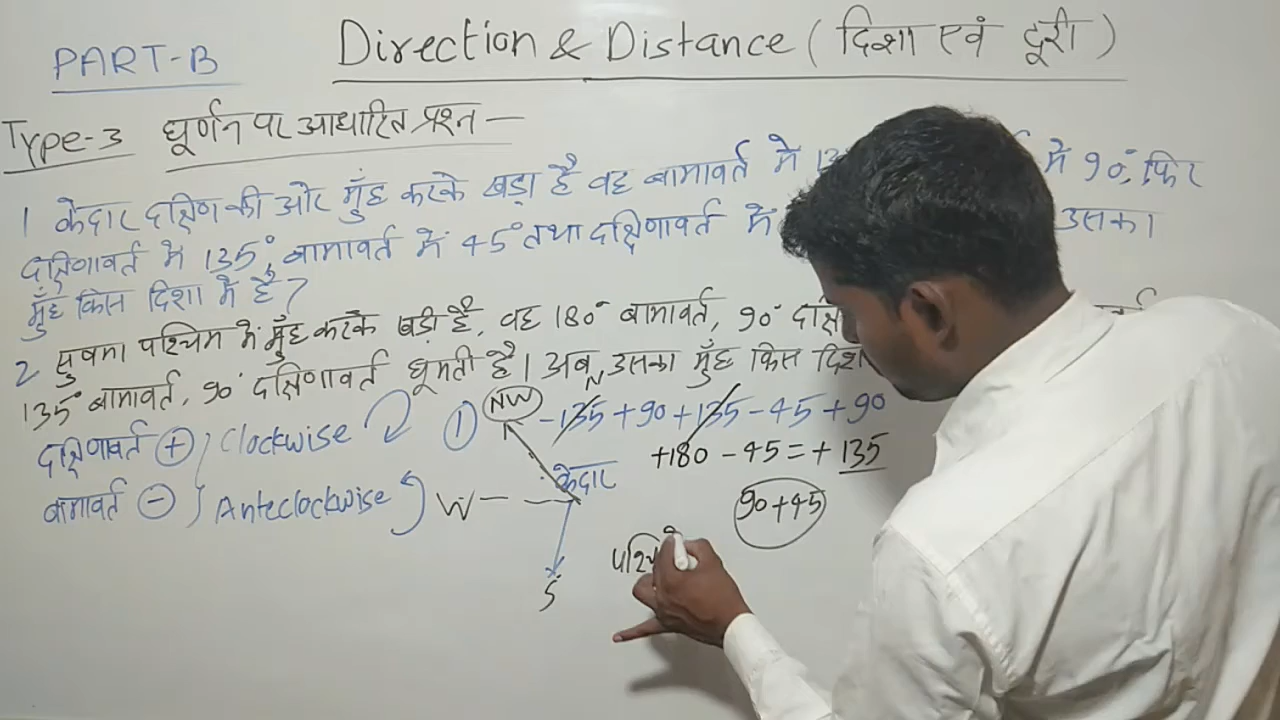 PART-B
Direction & Distance (दिशा एवं दूरी)
Type-3 घूर्णन पर आधारित प्रश्न -
1 केदार दक्षिण की ओर मुँह करके खड़ा है वह वामावर्त मे में 90°, फिर
दक्षिणावर्त में 135°, बामावर्त में 45° तथा दक्षिणावर्त में उसका
मुँह किस दिशा में है?
2 सुषमा पश्चिम में मुँह करके खड़ी है, वह 180° बामावर्त, 90°
135° बामावर्त, 90° दक्षिणावर्त घूमती है। अब उसका मुँह किस
N
दक्षिणावर्त + Clockwise
बामावर्त - Anteclockwise
1 NW -135+90+135-45+90
+180-45=+135
90+45
केदार
W
S